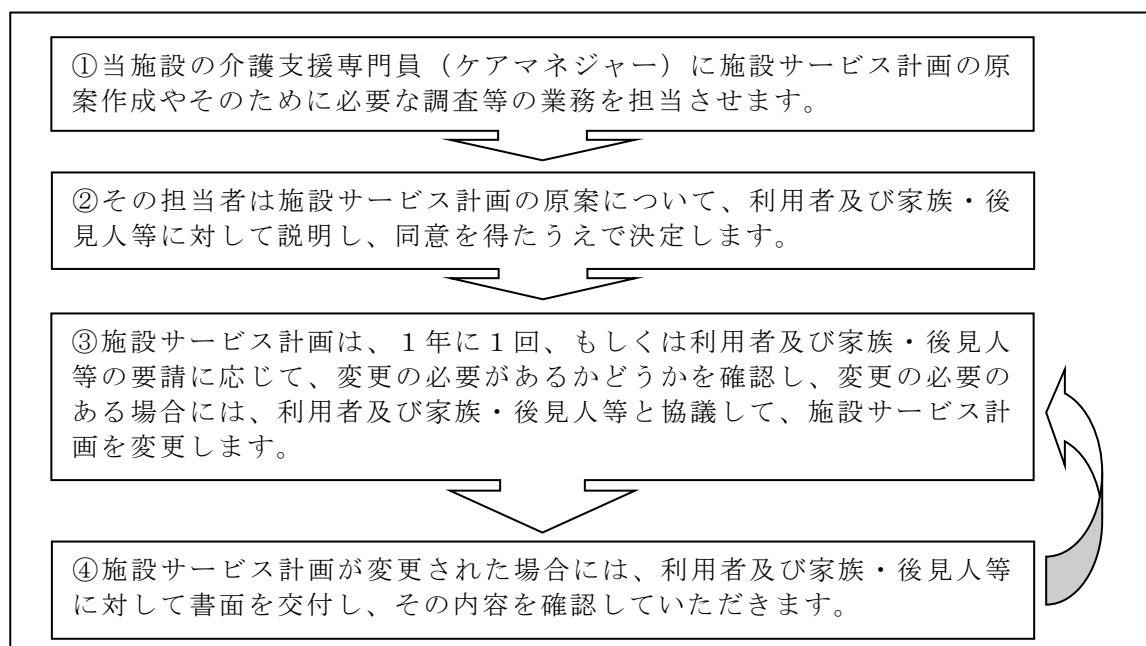 ①当施設の介護支援専門員（ケアマネジャー）に施設サービス計画の原
案作成やそのために必要な調査等の業務を担当させます。
②その担当者は施設サービス計画の原案について、利用者及び家族・後
見人等に対して説明し、同意を得たうえで決定します。
③施設サービス計画は、１年に１回、もしくは利用者及び家族・後見人
等の要請に応じて、変更の必要があるかどうかを確認し、変更の必要の
ある場合には、利用者及び家族・後見人等と協議して、施設サービス計
画を変更します。
④施設サービス計画が変更された場合には、利用者及び家族・後見人等
に対して書面を交付し、その内容を確認していただきます。